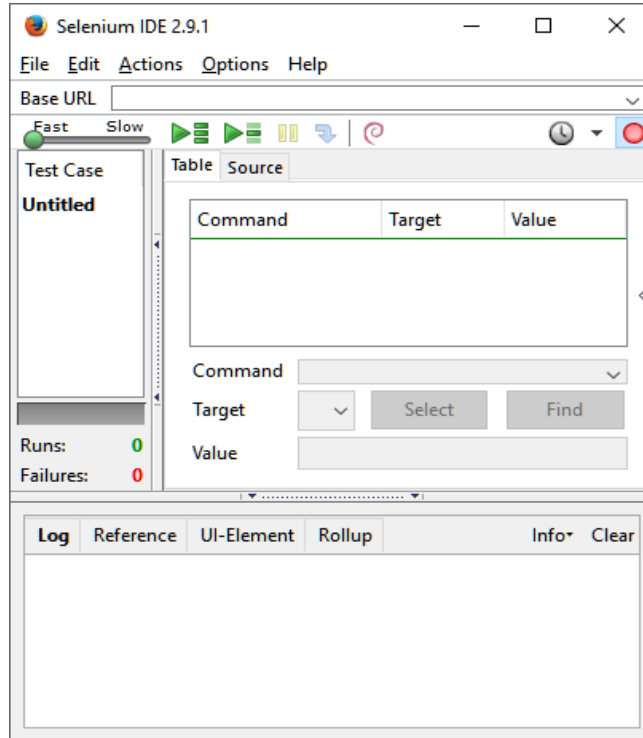 Selenium IDE 2.9.1
File Edit Actions Options Help
Base URL
Fast Slow
Test Case
Untitled
Table Source
Command Target Value
Command
Target Select Find
Value
Runs: 0
Failures: 0
Log Reference UI-Element Rollup Info Clear